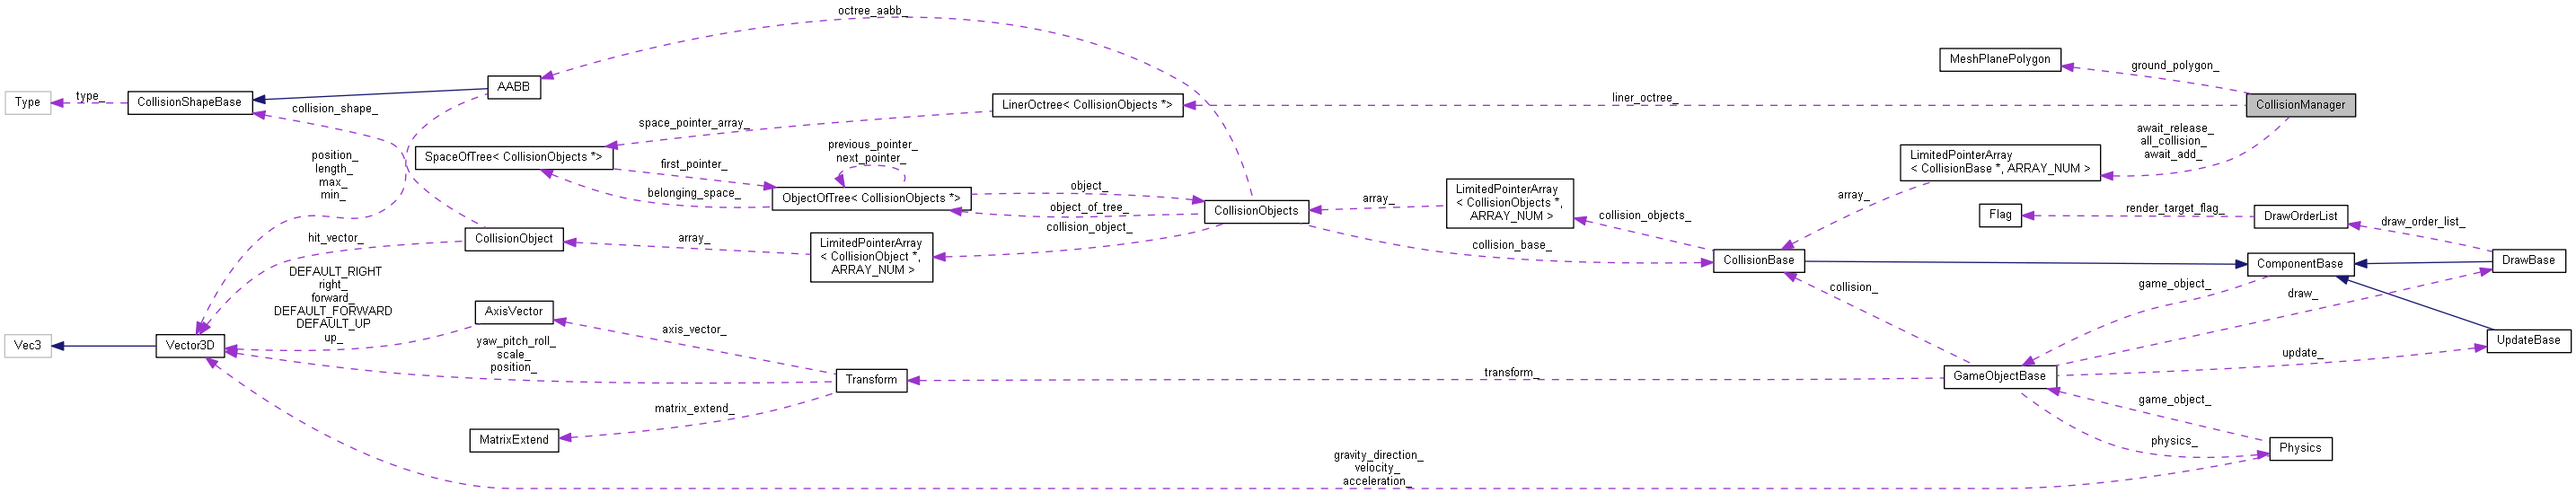 octree_aabb_
MeshPlanePolygon
ground_polygon_
AABB
Type
type_
CollisionShapeBase
collision_shape_
LinerOctree< CollisionObjects *>
liner_octree_
CollisionManager
space_pointer_array_
await_release_
all_collision_
await_add_
position_
length_
max_
min_
SpaceOfTree< CollisionObjects *>
first_pointer_
previous_pointer_
next_pointer_
LimitedPointerArray
< CollisionBase *, ARRAY_NUM >
belonging_space_
ObjectOfTree< CollisionObjects *>
object_
object_of_tree_
collision_object_
CollisionObjects
array_
LimitedPointerArray
< CollisionObjects *,
ARRAY_NUM >
collision_objects_
array_
Flag
render_target_flag_
DrawOrderList
draw_order_list_
hit_vector_
CollisionObject
array_
LimitedPointerArray
< CollisionObject *,
ARRAY_NUM >
collision_base_
CollisionBase
ComponentBase
DrawBase
DEFAULT_RIGHT
right_
forward_
DEFAULT_FORWARD
DEFAULT_UP
up_
AxisVector
axis_vector_
collision_
game_object_
draw_
Vec3
Vector3D
yaw_pitch_roll_
scale_
position_
Transform
transform_
GameObjectBase
update_
UpdateBase
matrix_extend_
MatrixExtend
game_object_
physics_
Physics
gravity_direction_
velocity_
acceleration_